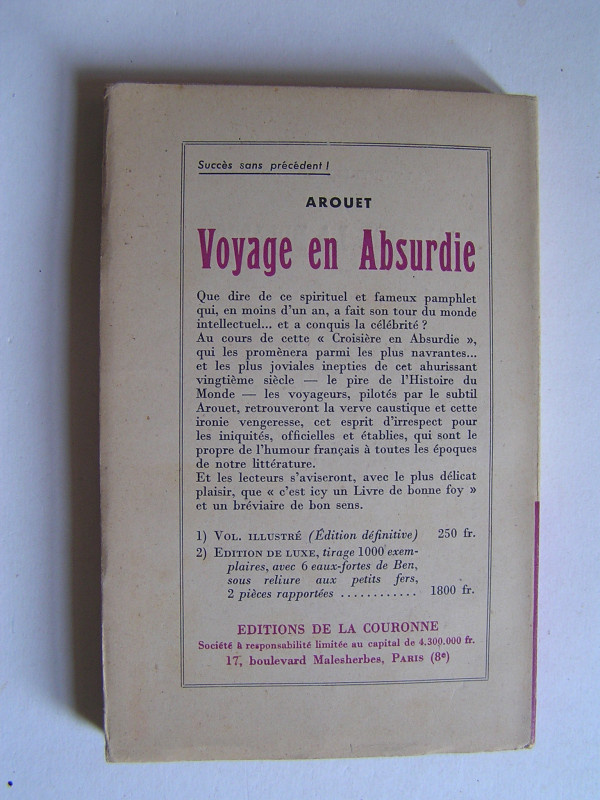 Succès sans précédent !
AROUET
Voyage en Absurdie
Que dire de ce spirituel et fameux pamphlet
qui, en moins d'un an, a fait son tour du monde
intellectuel... et a conquis la célébrité ?
Au cours de cette « Croisière en Absurdie »,
qui les promènera parmi les plus navrantes...
et les plus joviales inepties de cet ahurissant
vingtième siècle — le pire de l'Histoire du
Monde — les voyageurs, pilotés par le subtil
Arouet, retrouveront la verve caustique et cette
ironie vengeresse, cet esprit d'irrespect pour
les iniquités, officielles et établies, qui sont le
propre de l'humour français à toutes les époques
de notre littérature.
Et les lecteurs s'aviseront, avec le plus délicat
plaisir, que « c'est icy un Livre de bonne foy »
et un bréviaire de bon sens.
1) VOL. ILLUSTRÉ (Édition définitive) 250 fr.
2) EDITION DE LUXE, tirage 1000 exem-
plaires, avec 6 eaux-fortes de Ben,
sous reliure aux petits fers,
2 pièces rapportées ............ 1800 fr.
EDITIONS DE LA COURONNE
Société à responsabilité limitée au capital de 4.300.000 fr.
17, boulevard Malesherbes, PARIS (8e)